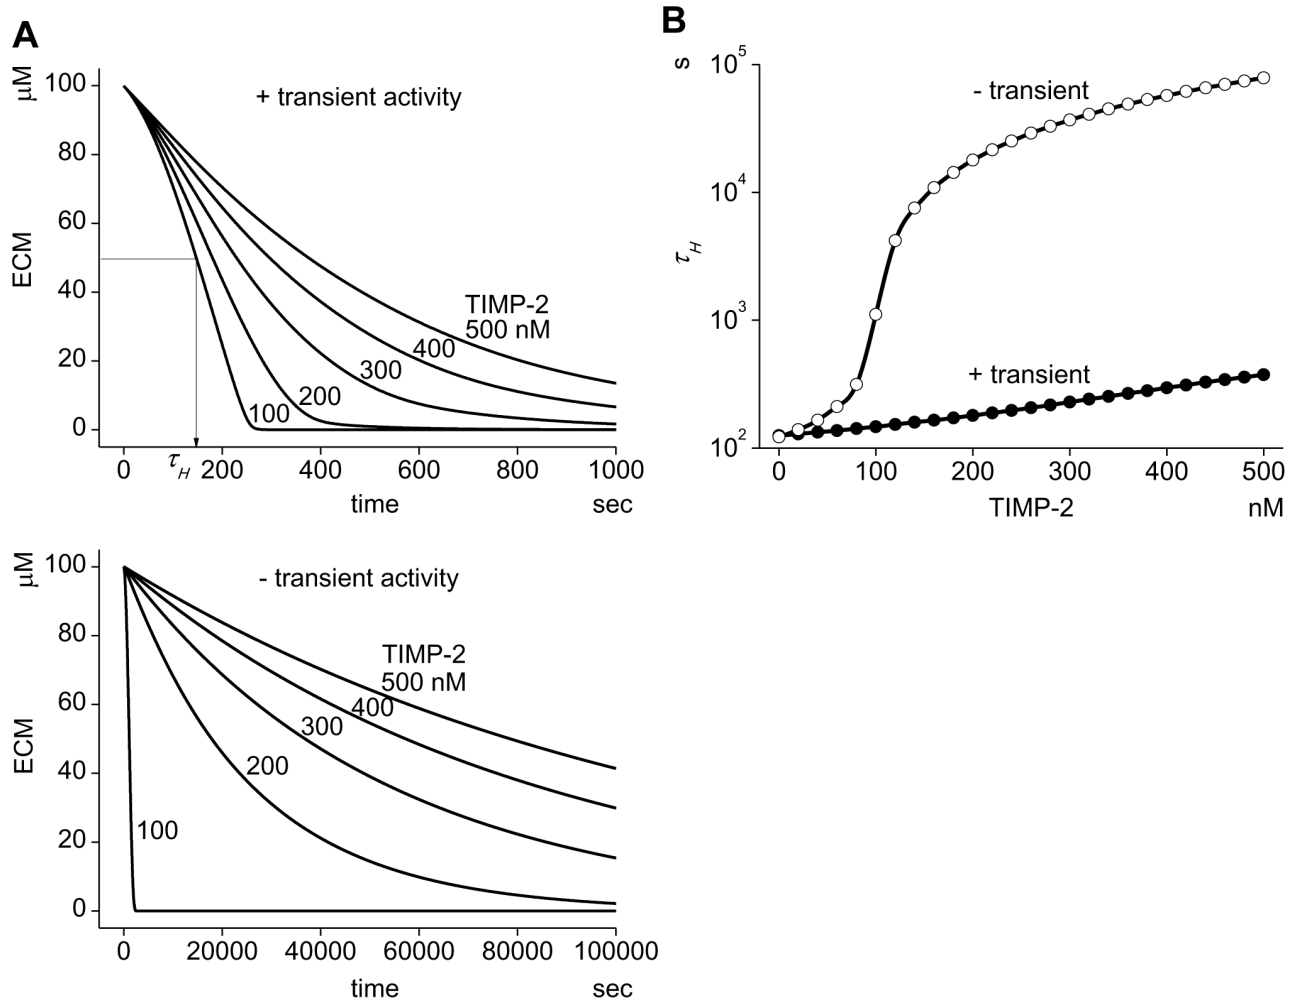 A
μM
+ transient activity
100
80
60
40
20
0
ECM
TIMP-2
500 nM
400
300
200
100
0 τH 200 400 600 800 1000
time sec
μM
- transient activity
100
80
60
40
20
0
ECM
TIMP-2
500 nM
400
300
200
100
0 20000 40000 60000 80000 100000
time sec
B
s
10^5
10^4
10^3
10^2
τH
- transient
+ transient
0 100 200 300 400 500
TIMP-2 nM